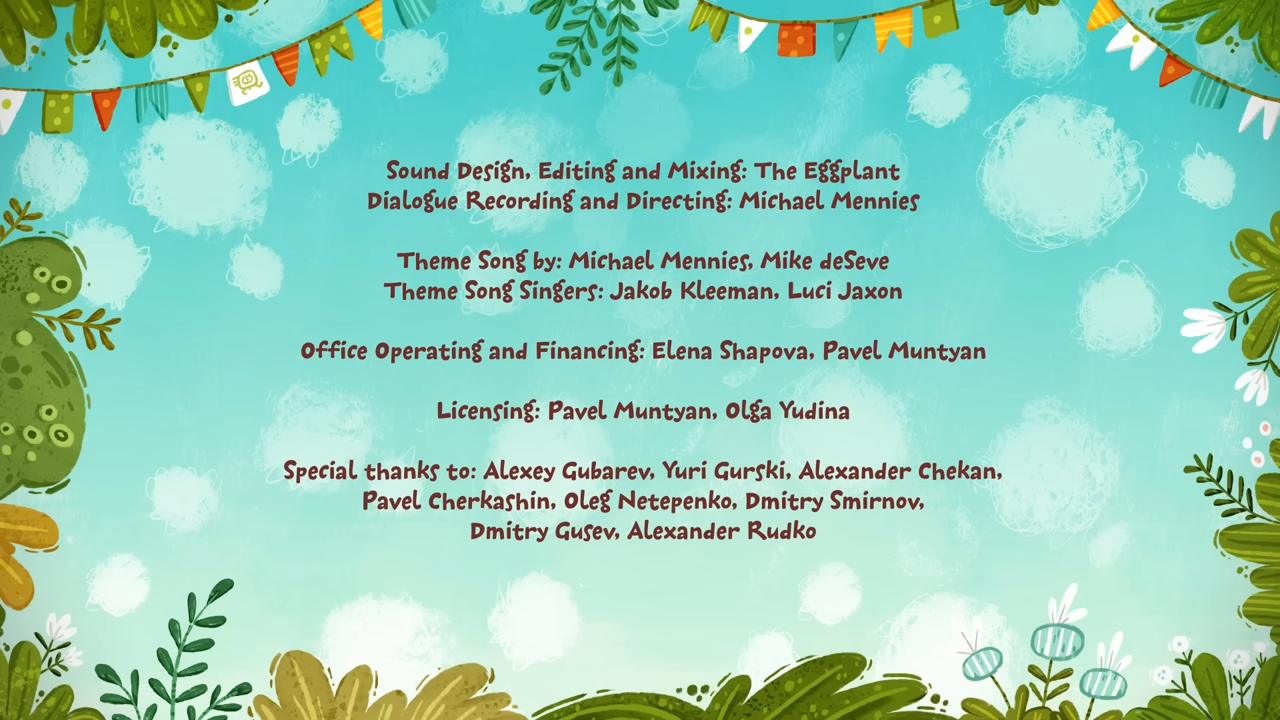 Sound Design, Editing and Mixing: The Eggplant
Dialogue Recording and Directing: Michael Mennies
Theme Song by: Michael Mennies, Mike deSeve
Theme Song Singers: Jakob Kleeman, Luci Jaxon
Office Operating and Financing: Elena Shapova, Pavel Muntyan
Licensing: Pavel Muntyan, Olga Yudina
Special thanks to: Alexey Gubarev, Yuri Gurski, Alexander Chekan,
Pavel Cherkashin, Oleg Netepenko, Dmitry Smirnov,
Dmitry Gusev, Alexander Rudko